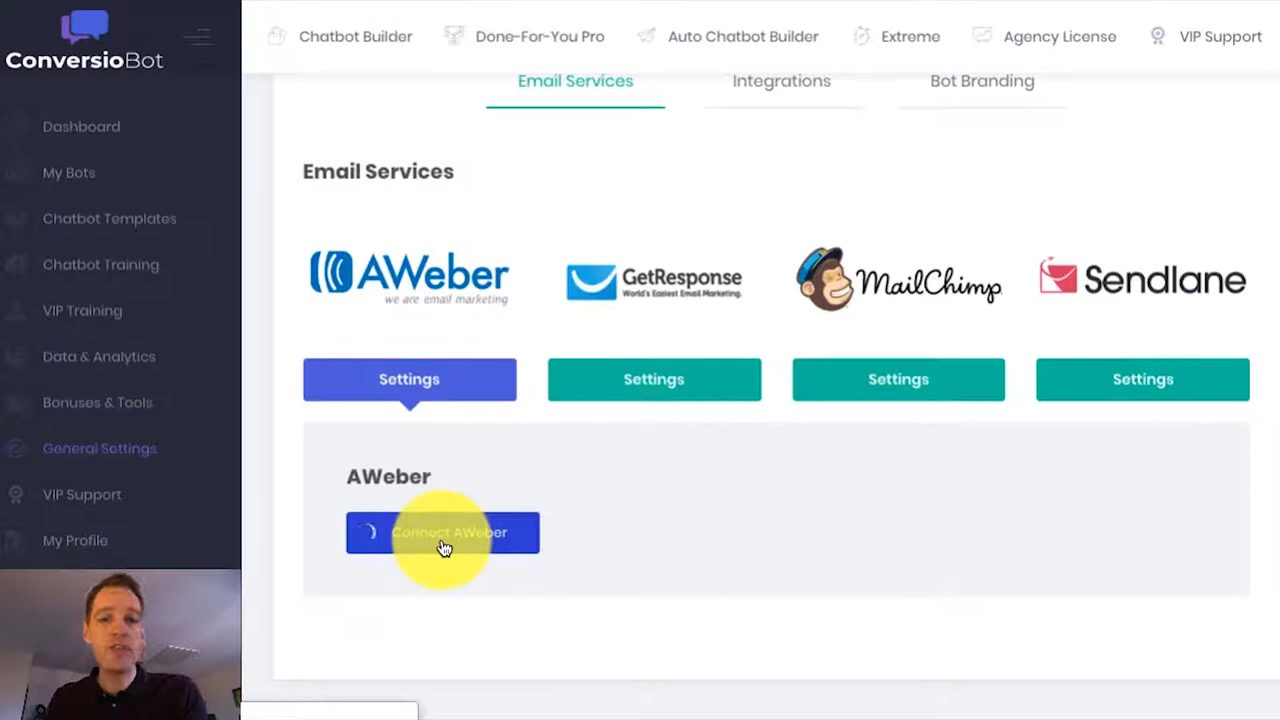 ConversioBot
Chatbot Builder
Done-For-You Pro
Auto Chatbot Builder
Extreme
Agency License
VIP Support
Dashboard
My Bots
Chatbot Templates
Chatbot Training
VIP Training
Data & Analytics
Bonuses & Tools
General Settings
VIP Support
My Profile
Email Services
Integrations
Bot Branding
Email Services
AWeber
we are email marketing
GetResponse
World's Easiest Email Marketing.
MailChimp
Sendlane
Settings
Settings
Settings
Settings
AWeber
Connect AWeber